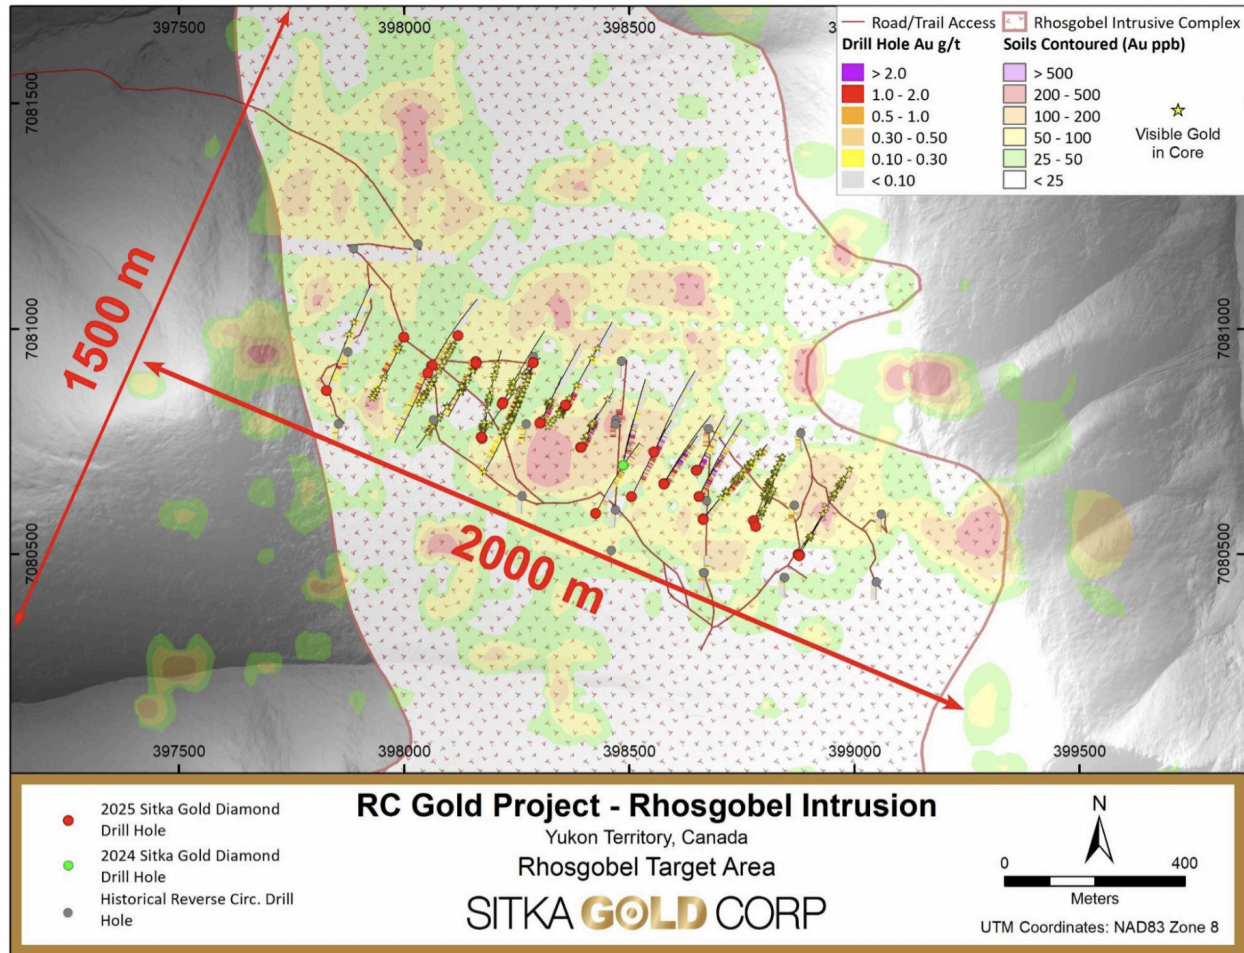 397500
398000
398500
3
7081500
7081000
7080500
7081000
7080500
Road/Trail Access
Rhosgobel Intrusive Complex
Drill Hole Au g/t
Soils Contoured (Au ppb)
> 2.0
1.0 - 2.0
0.5 - 1.0
0.30 - 0.50
0.10 - 0.30
< 0.10
> 500
200 - 500
100 - 200
50 - 100
25 - 50
< 25
Visible Gold
in Core
1500 m
2000 m
397500
398000
398500
399000
399500
2025 Sitka Gold Diamond
Drill Hole
2024 Sitka Gold Diamond
Drill Hole
Historical Reverse Circ. Drill
Hole
RC Gold Project - Rhosgobel Intrusion
Yukon Territory, Canada
Rhosgobel Target Area
SITKA GOLD CORP
N
0 400
Meters
UTM Coordinates: NAD83 Zone 8